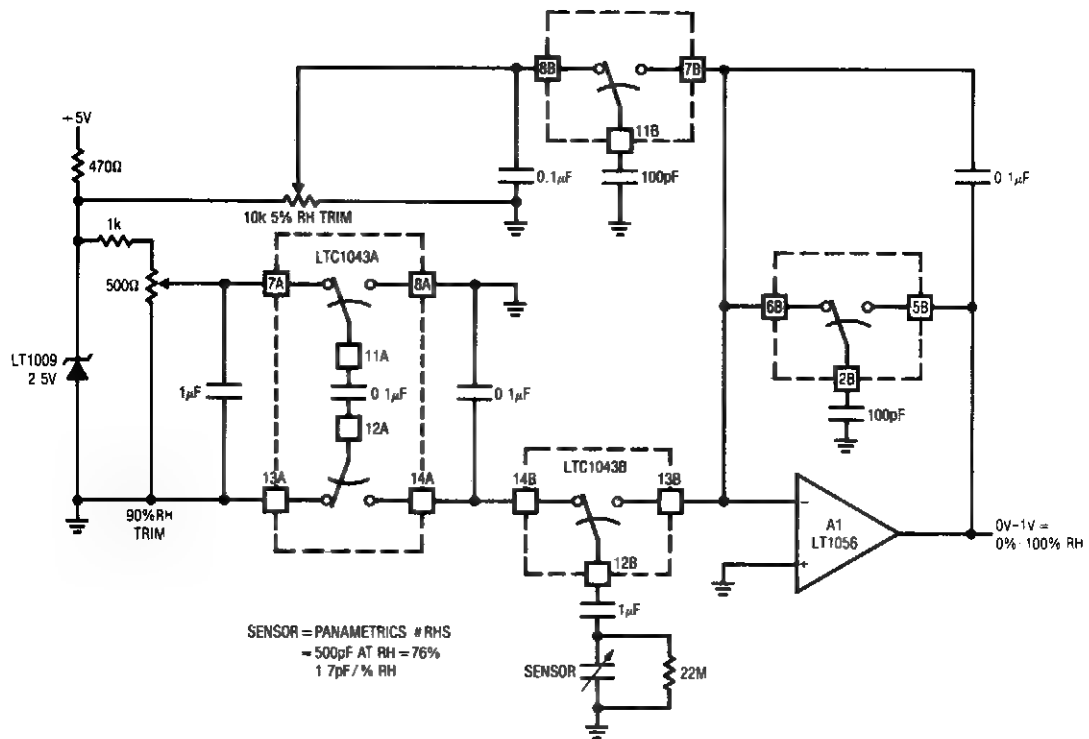 8B
7B
11B
+5V
470Ω
0.1µF
100pF
0 1µF
10k 5% RH TRIM
1k
LTC1043A
500Ω
7A
8A
6B
5B
LT1009
2 5V
11A
1µF
0 1µF
0 1µF
2B
12A
100pF
13A
14A
LTC1043B
14B
13B
90%RH
TRIM
−
A1
LT1056
+
0V-1V =
0%-100% RH
12B
1µF
SENSOR = PANAMETRICS # RHS
≈ 500pF AT RH = 76%
1 7pF/% RH
SENSOR
22M